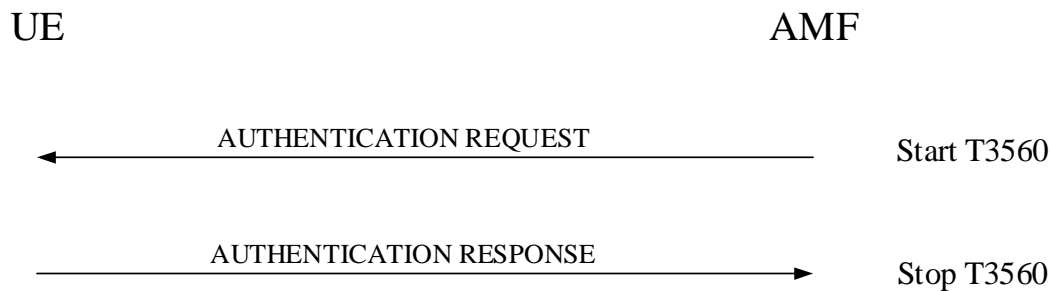 UE AMF
AUTHENTICATION REQUEST
Start T3560
AUTHENTICATION RESPONSE
Stop T3560